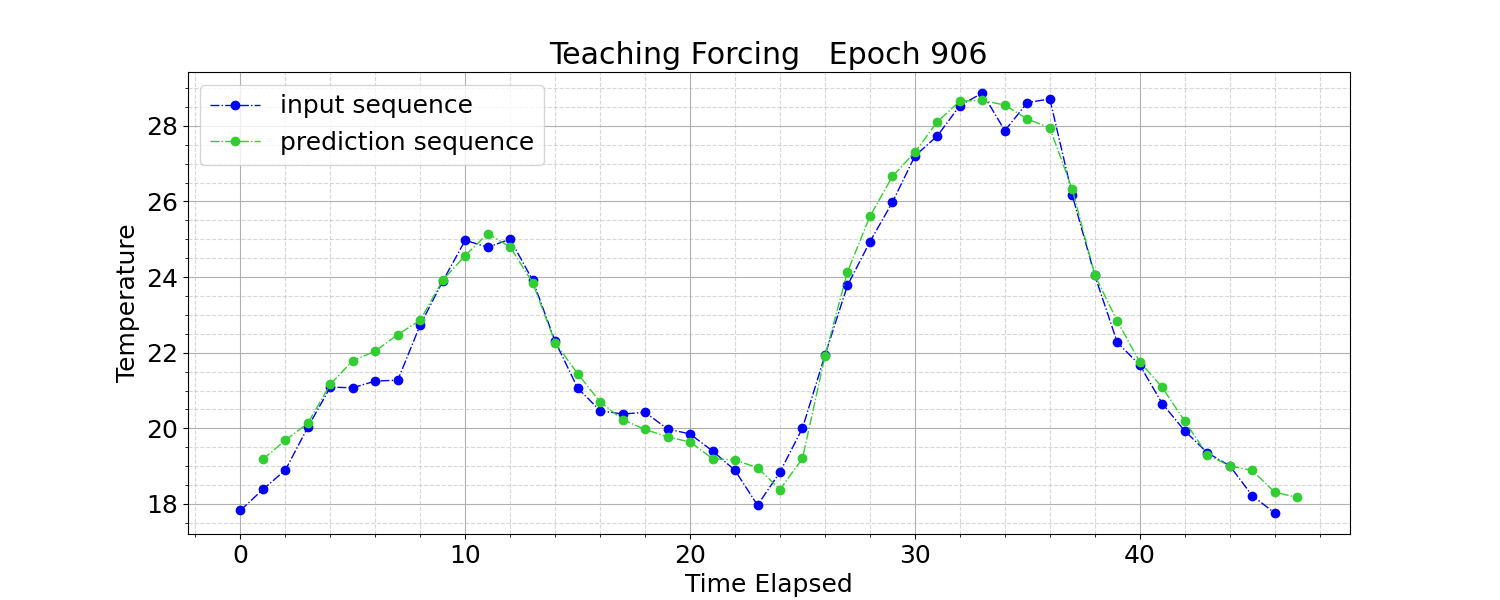 Teaching Forcing   Epoch 906
input sequence
prediction sequence
28
26
24
22
20
18
Temperature
0 10 20 30 40
Time Elapsed